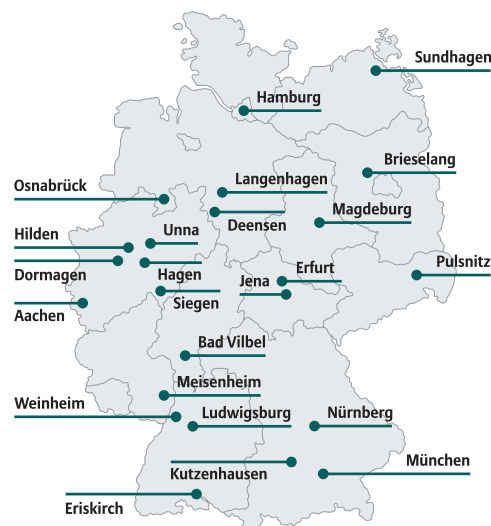 Sundhagen
Hamburg
Brieselang
Osnabrück
Langenhagen
Magdeburg
Deensen
Unna
Hilden
Pulsnitz
Erfurt
Dormagen
Hagen
Jena
Siegen
Aachen
Bad Vilbel
Meisenheim
Weinheim
Ludwigsburg
Nürnberg
München
Kutzenhausen
Eriskirch